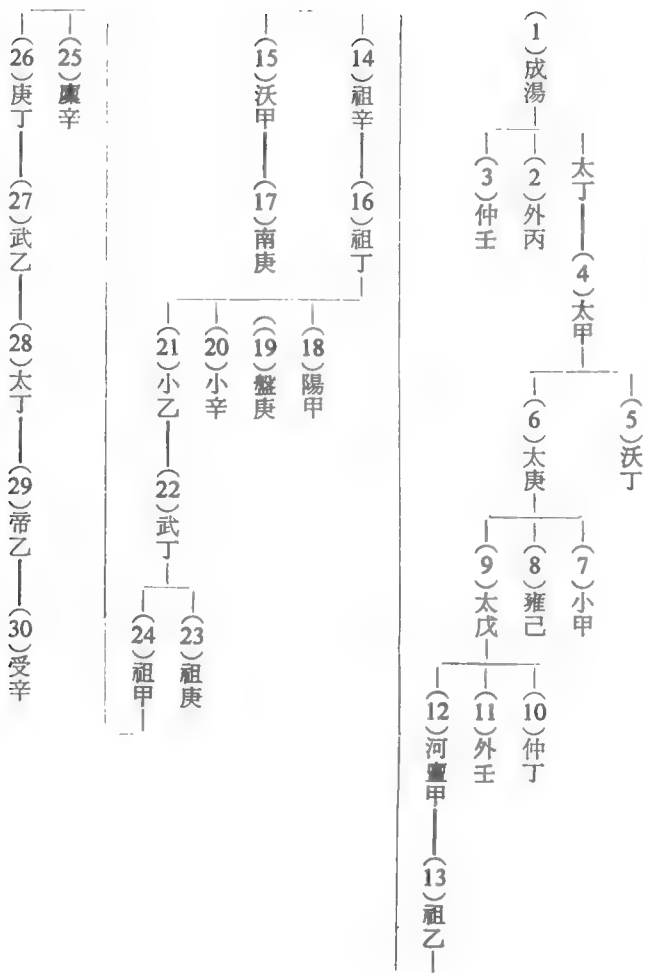 (1)成湯
太丁
(2)外丙
(3)仲壬
(4)太甲
(5)沃丁
(6)太庚
(7)小甲
(8)雍己
(9)太戊
(10)仲丁
(11)外壬
(12)河亶甲
(13)祖乙
(14)祖辛
(15)沃甲
(16)祖丁
(17)南庚
(18)陽甲
(19)盤庚
(20)小辛
(21)小乙
(22)武丁
(23)祖庚
(24)祖甲
(25)廩辛
(26)庚丁
(27)武乙
(28)太丁
(29)帝乙
(30)受辛